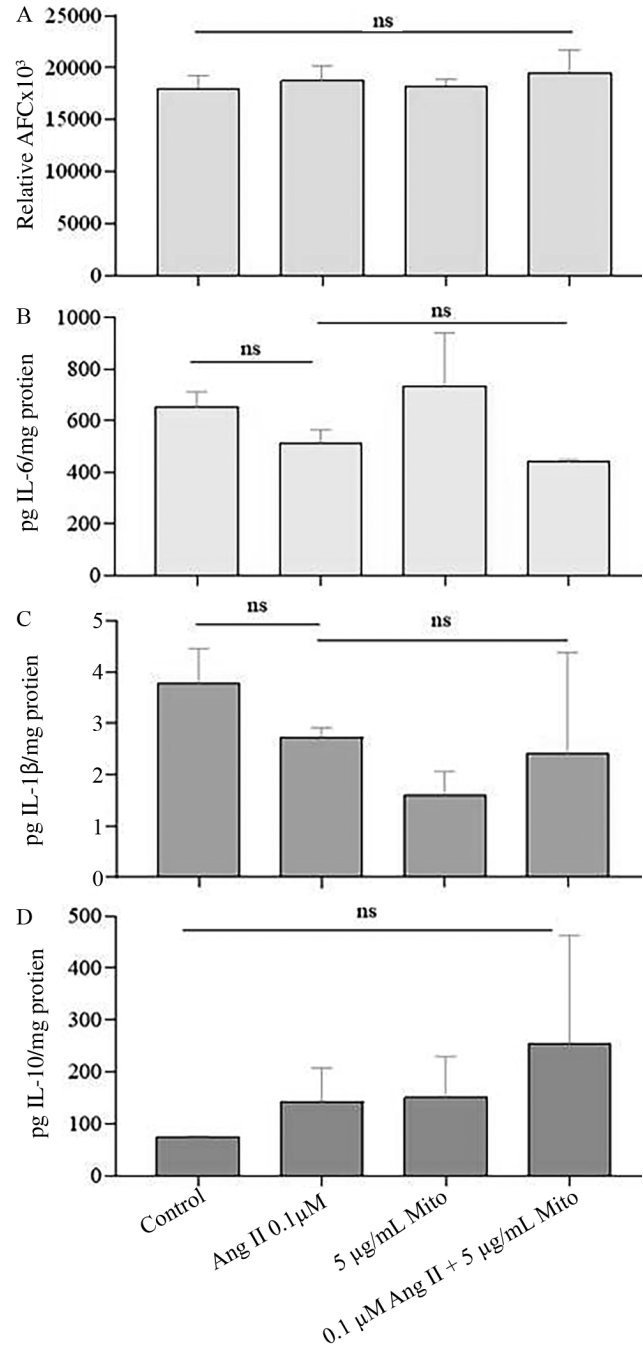 A
ns
25000
20000
15000
10000
5000
0
Relative AFCx10³
B
ns
ns
1000
800
600
400
200
0
pg IL-6/mg protien
C
ns
ns
5
4
3
2
1
0
pg IL-1β/mg protien
D
ns
500
400
300
200
100
0
pg IL-10/mg protien
Control
Ang II 0.1µM
5 µg/mL Mito
0.1 µM Ang II + 5 µg/mL Mito